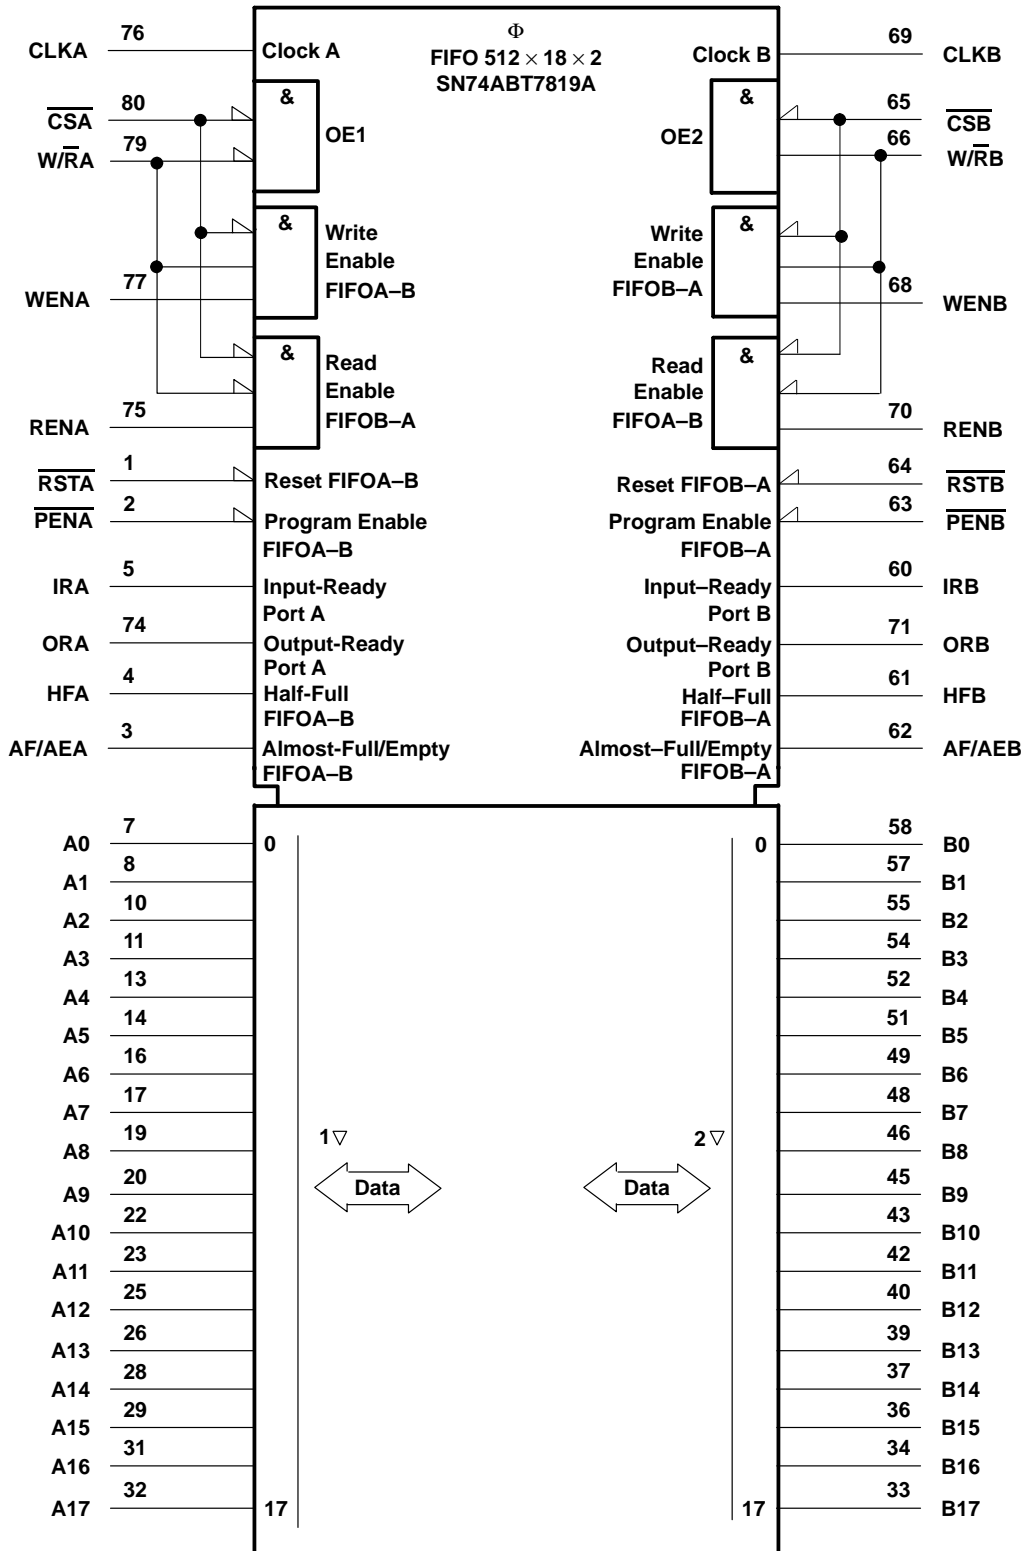 Φ
FIFO 512 × 18 × 2
SN74ABT7819A
CLKA 76 Clock A
CSA 80
W/RA 79
& OE1
& Write
Enable
FIFOA–B
WENA 77
& Read
Enable
FIFOB–A
RENA 75
RSTA 1 Reset FIFOA–B
PENA 2 Program Enable
FIFOA–B
IRA 5 Input-Ready
Port A
ORA 74 Output-Ready
Port A
HFA 4 Half-Full
FIFOA–B
AF/AEA 3 Almost-Full/Empty
FIFOA–B
Clock B 69 CLKB
65 CSB
66 W/RB
OE2 &
Write &
Enable
FIFOB–A
68 WENB
Read &
Enable
FIFOA–B
70 RENB
Reset FIFOB–A 64 RSTB
Program Enable 63 PENB
FIFOB–A
Input–Ready 60 IRB
Port B
Output–Ready 71 ORB
Port B
Half–Full 61 HFB
FIFOB–A
Almost–Full/Empty 62 AF/AEB
FIFOB–A
A0 7 0
A1 8
A2 10
A3 11
A4 13
A5 14
A6 16
A7 17
A8 19
A9 20
A10 22
A11 23
A12 25
A13 26
A14 28
A15 29
A16 31
A17 32 17
1▽
Data
2▽
Data
0 58 B0
57 B1
55 B2
54 B3
52 B4
51 B5
49 B6
48 B7
46 B8
45 B9
43 B10
42 B11
40 B12
39 B13
37 B14
36 B15
34 B16
17 33 B17